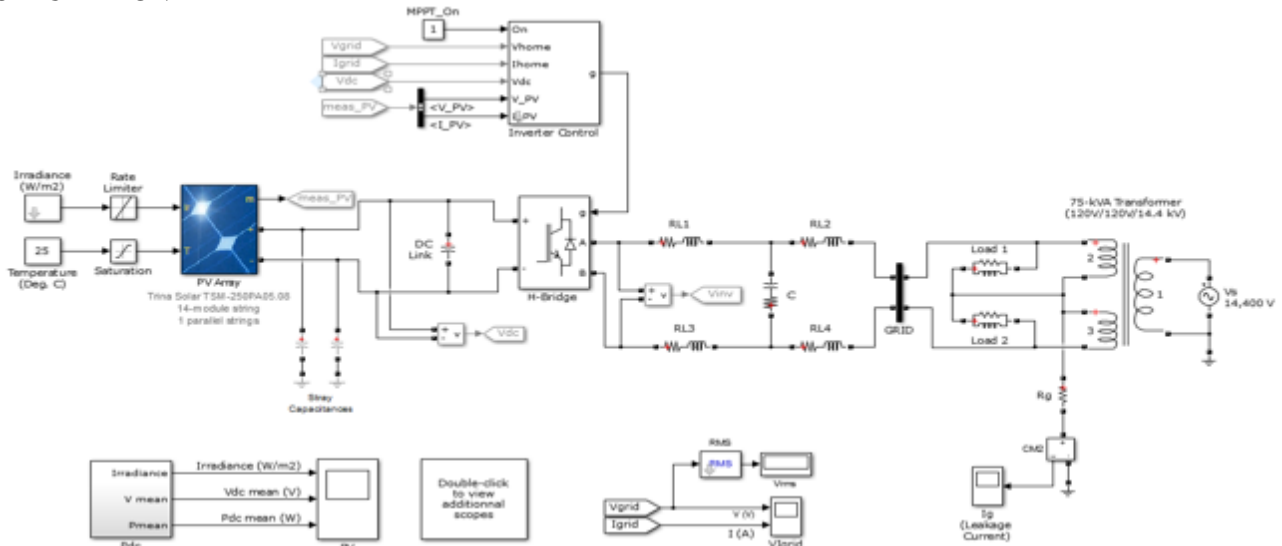 MPPT_On
1
On
Vgrid
Vhome
Igrid
Ihome
Vdc
Vdc
meas_PV
<V_PV>
V_PV
<I_PV>
I_PV
g
Inverter Control
Irradiance
(W/m2)
Rate
Limiter
m
meas_PV
+
-
T
25
Temperature
(Deg. C)
Saturation
PV Array
Trina Solar TSM-250PA05.08
14-module string
1 parallel strings
DC
Link
+
-
g
A
B
H-Bridge
RL1
RL2
RL3
RL4
C
+
-
v
Vinv
+
-
v
Vdc
GRID
Load 1
Load 2
75-kVA Transformer
(120V/120V/14.4 kV)
2
1
3
Vs
14,400 V
Stray
Capacitances
Rg
CM2
Ig
(Leakage
Current)
Irradiance
V mean
Pmean
Irradiance (W/m2)
Vdc mean (V)
Pdc mean (W)
Double-click
to view
additionnal
scopes
RMS
RMS
Vrms
Vgrid
Igrid
V (V)
I (A)